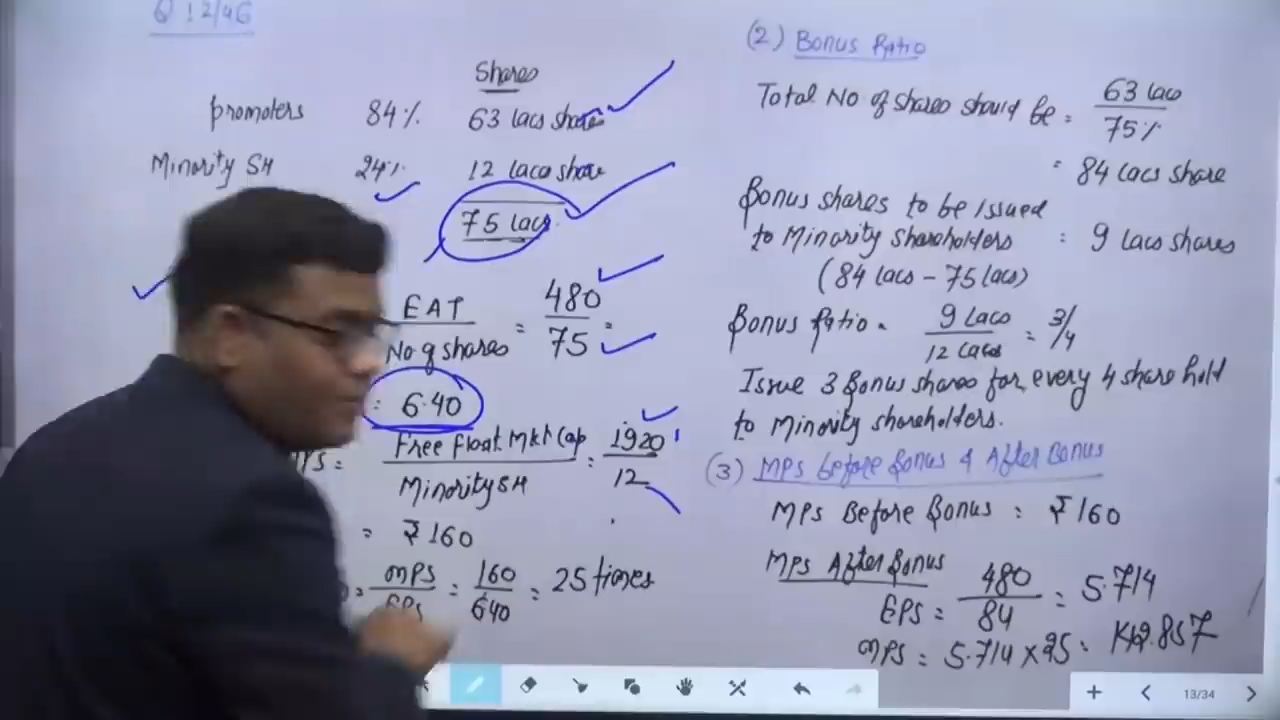 Shares
promoters 84% 63 lacs share
Minority SH 24% 12 lacs share
75 lacs
EAT / No of shares = 480 / 75 =
= 6.40
= Free float Mkt Cap / Minority SH = 1920 / 12
= ₹160
= MPS / EPS = 160 / 640 = 25 times
(2) Bonus Ratio
Total No of shares should be = 63 lacs / 75%
= 84 lacs share
Bonus shares to be issued
to Minority Shareholders = 9 lacs shares
(84 lacs - 75 lacs)
Bonus Ratio = 9 Lacs / 12 Lacs = 3/4
Issue 3 Bonus shares for every 4 share hold
to Minority shareholders.
(3) MPS before Bonus & After Bonus
MPS Before Bonus = ₹160
MPS After Bonus
EPS = 480 / 84 = 5.714
MPS = 5.714 × 25 = 142.857
13/34